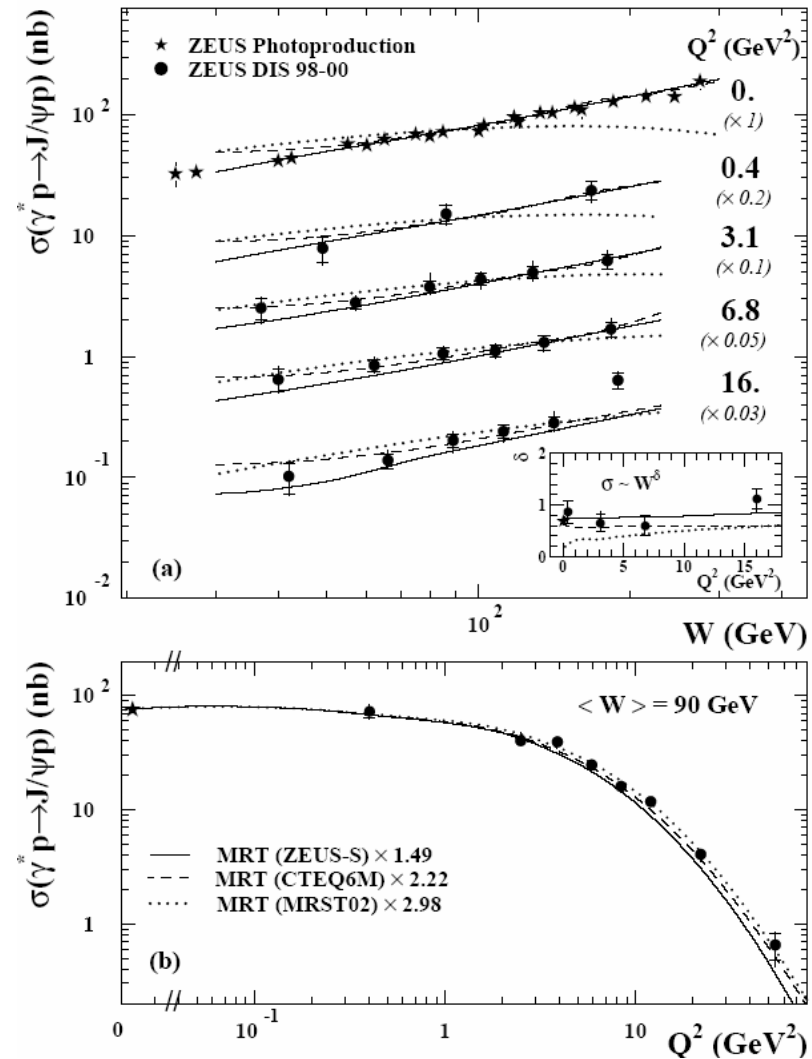 σ(γ* p→J/ψp) (nb)
★ ZEUS Photoproduction
● ZEUS DIS 98-00
Q² (GeV²)
0.
(× 1)
0.4
(× 0.2)
3.1
(× 0.1)
6.8
(× 0.05)
16.
(× 0.03)
10²
10
1
10⁻¹
10⁻²
(a)
δ
2
1
0
σ ~ W^δ
0 5 10 15
Q² (GeV²)
10²
W (GeV)
σ(γ* p→J/ψp) (nb)
10²
10
1
< W > = 90 GeV
MRT (ZEUS-S) × 1.49
MRT (CTEQ6M) × 2.22
MRT (MRST02) × 2.98
(b)
0 10⁻¹ 1 10 10²
Q² (GeV²)